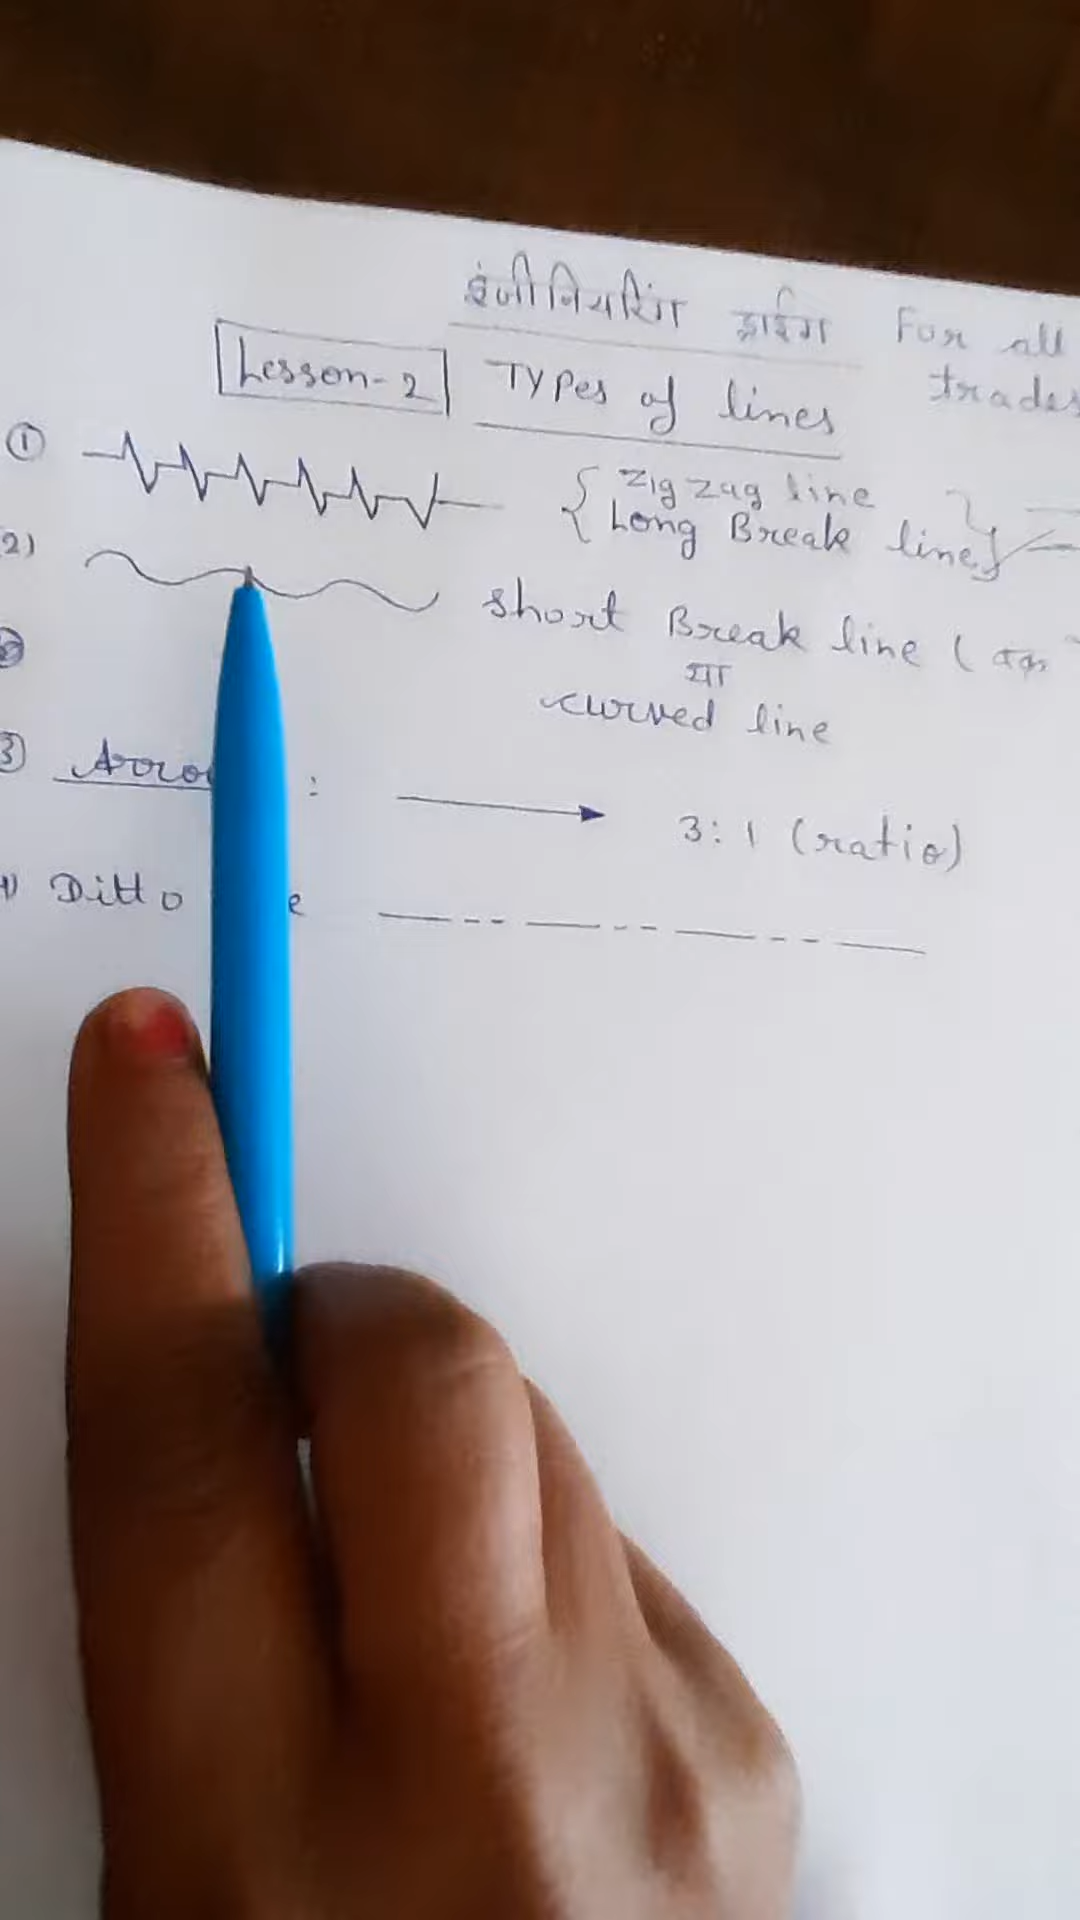 इंजीनियरिंग ड्राईंग For all trades
Lesson-2 Types of lines
① { Zig zag line
{ Long Break line }
(2) short Break line (
या
curved line
③ : 3:1 (ratio)
Ditto